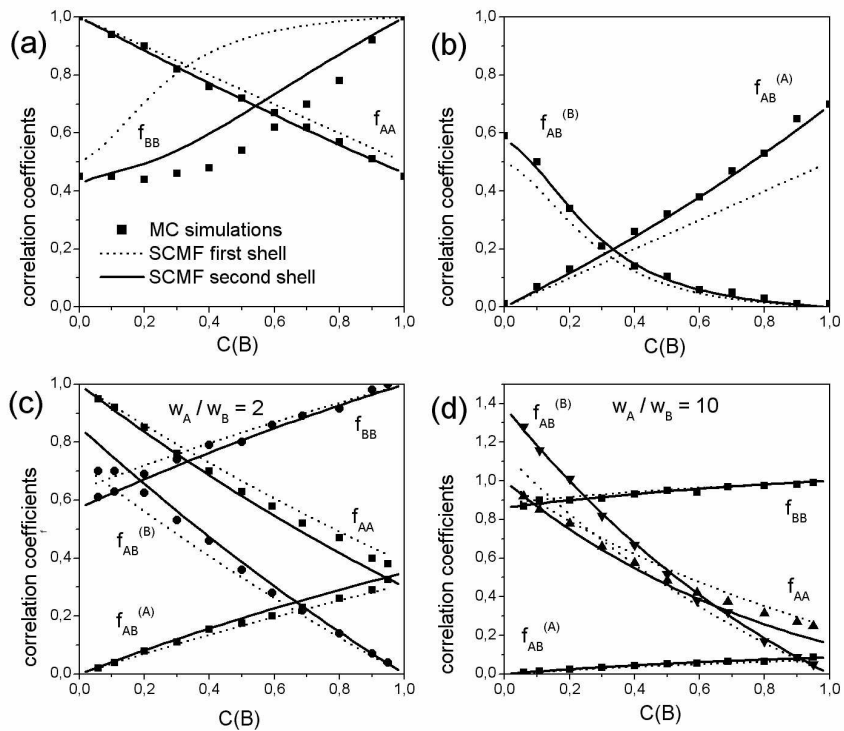 (a)
1,0
0,8
0,6
0,4
0,2
0,0
correlation coefficients
f_BB
f_AA
MC simulations
SCMF first shell
SCMF second shell
0,0 0,2 0,4 0,6 0,8 1,0
C(B)
(b)
1,0
0,8
0,6
0,4
0,2
0,0
correlation coefficients
f_AB^(B)
f_AB^(A)
0,0 0,2 0,4 0,6 0,8 1,0
C(B)
(c)
w_A / w_B = 2
1,0
0,8
0,6
0,4
0,2
0,0
correlation coefficients
f_BB
f_AA
f_AB^(B)
f_AB^(A)
0,0 0,2 0,4 0,6 0,8 1,0
C(B)
(d)
w_A / w_B = 10
1,4
1,2
1,0
0,8
0,6
0,4
0,2
0,0
correlation coefficients
f_AB^(B)
f_BB
f_AA
f_AB^(A)
0,0 0,2 0,4 0,6 0,8 1,0
C(B)